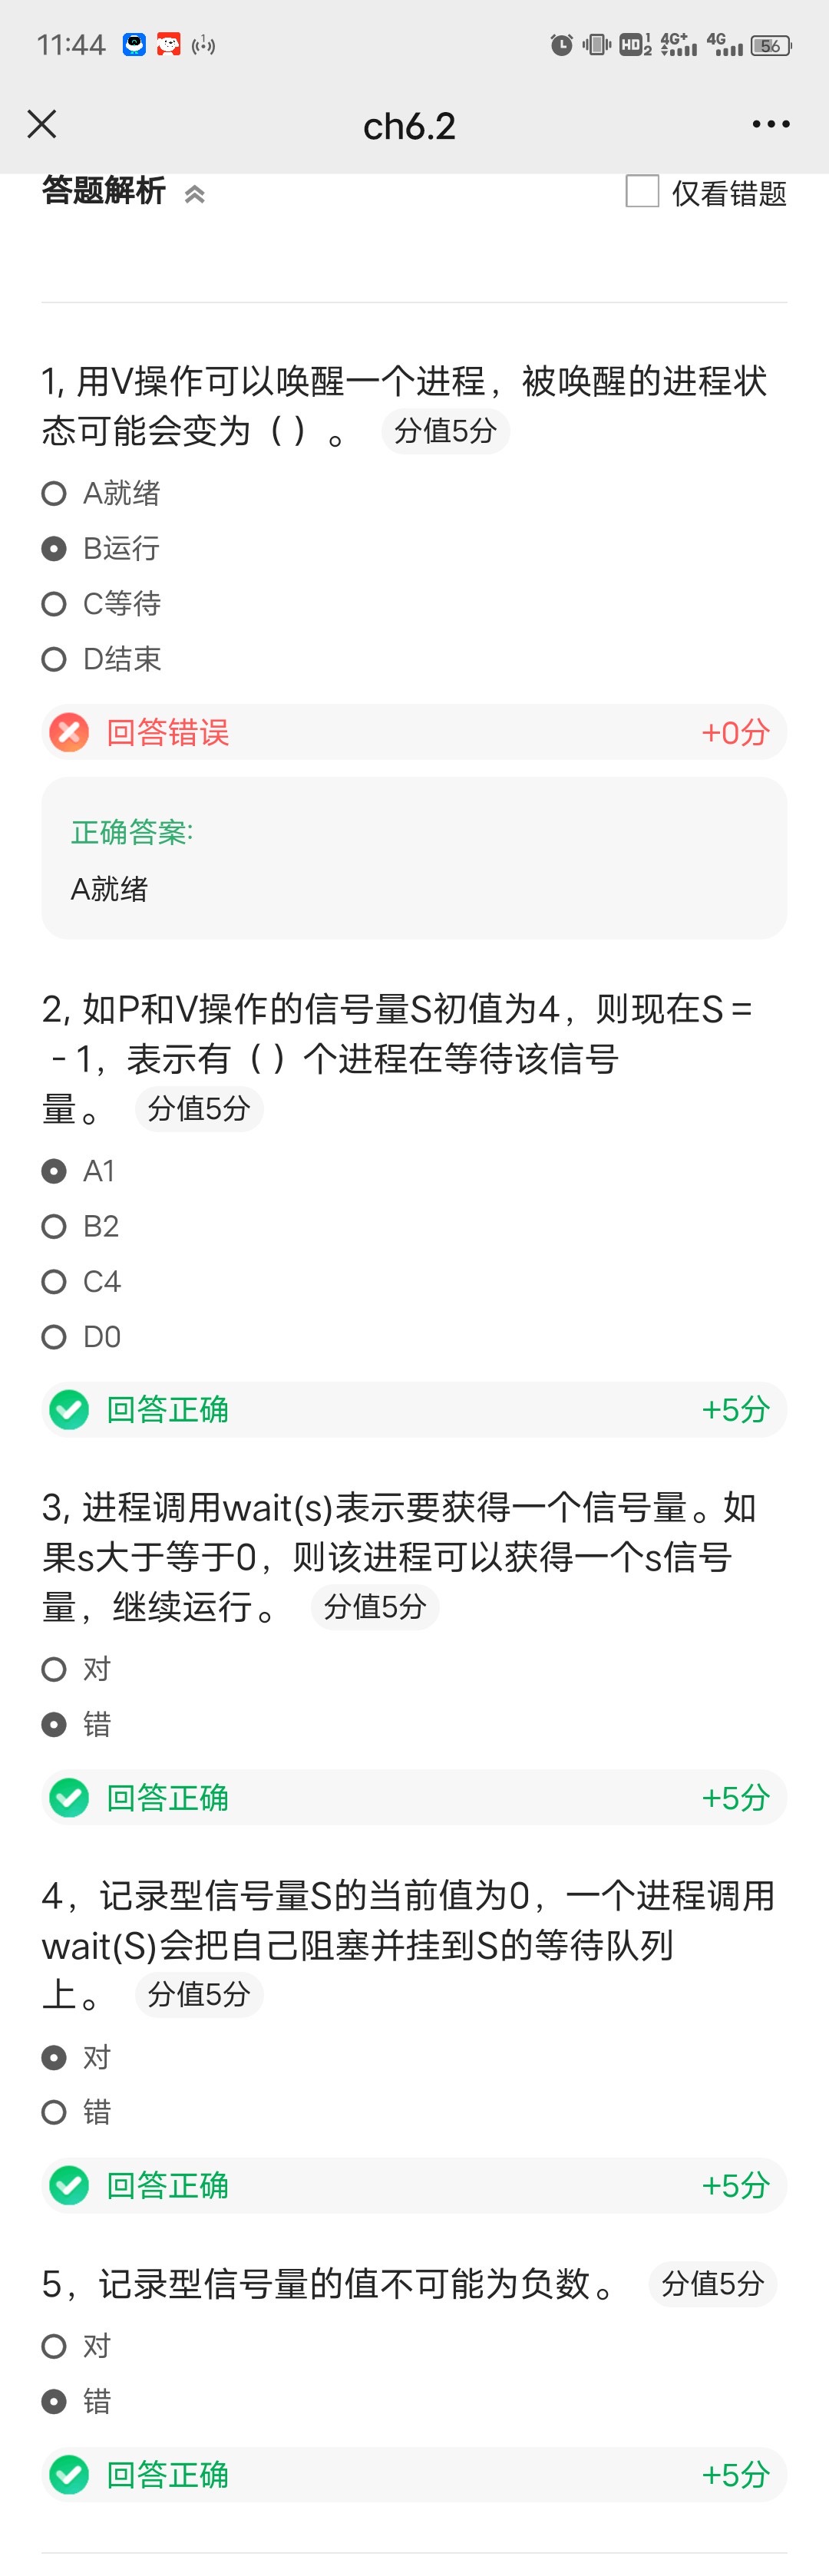 11:44
HD 1 2 4G+ 4G 56
ch6.2
答题解析
仅看错题
1, 用V操作可以唤醒一个进程，被唤醒的进程状
态可能会变为（ ）。 分值5分
A就绪
B运行
C等待
D结束
回答错误 +0分
正确答案:
A就绪
2, 如P和V操作的信号量S初值为4，则现在S＝
－1，表示有（ ）个进程在等待该信号
量。 分值5分
A1
B2
C4
D0
回答正确 +5分
3, 进程调用wait(s)表示要获得一个信号量。如
果s大于等于0，则该进程可以获得一个s信号
量，继续运行。 分值5分
对
错
回答正确 +5分
4，记录型信号量S的当前值为0，一个进程调用
wait(S)会把自己阻塞并挂到S的等待队列
上。 分值5分
对
错
回答正确 +5分
5，记录型信号量的值不可能为负数。 分值5分
对
错
回答正确 +5分